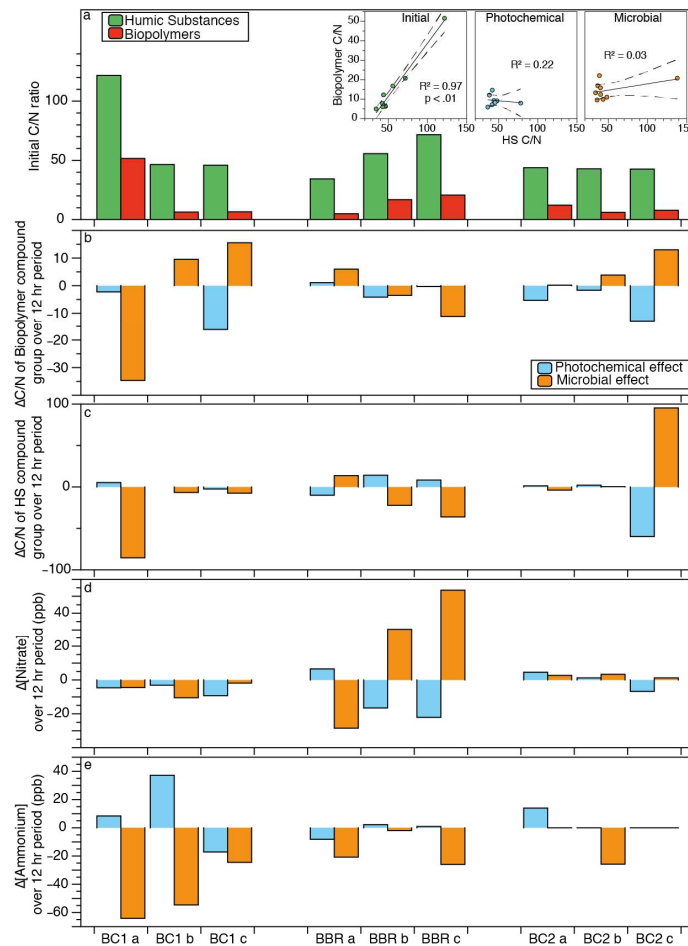 a
Humic Substances
Biopolymers
Initial C/N ratio
100
50
0
Biopolymer C/N
50
40
30
20
10
0
Initial
R² = 0.97
p < .01
50
100
150
Photochemical
R² = 0.22
50
100
HS C/N
Microbial
R² = 0.03
50
100
150
b
ΔC/N of Biopolymer compound
group over 12 hr period
10
0
−10
−20
−30
−40
Photochemical effect
Microbial effect
c
ΔC/N of HS compound
group over 12 hr period
100
0
−100
d
Δ[Nitrate]
over 12 hr period (ppb)
40
20
0
−20
e
Δ[Ammonium]
over 12 hr period (ppb)
40
20
0
−20
−40
−60
BC1 a
BC1 b
BC1 c
BBR a
BBR b
BBR c
BC2 a
BC2 b
BC2 c